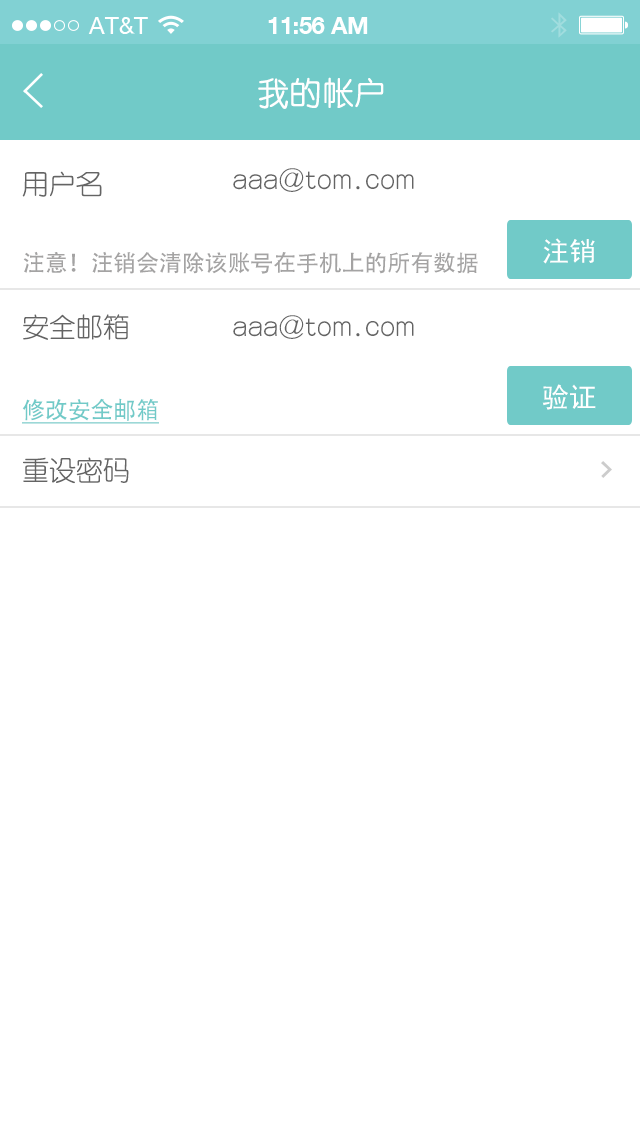 AT&T 11:56 AM
我的帐户
用户名 aaa@tom.com
注意！注销会清除该账号在手机上的所有数据 注销
安全邮箱 aaa@tom.com
修改安全邮箱 验证
重设密码